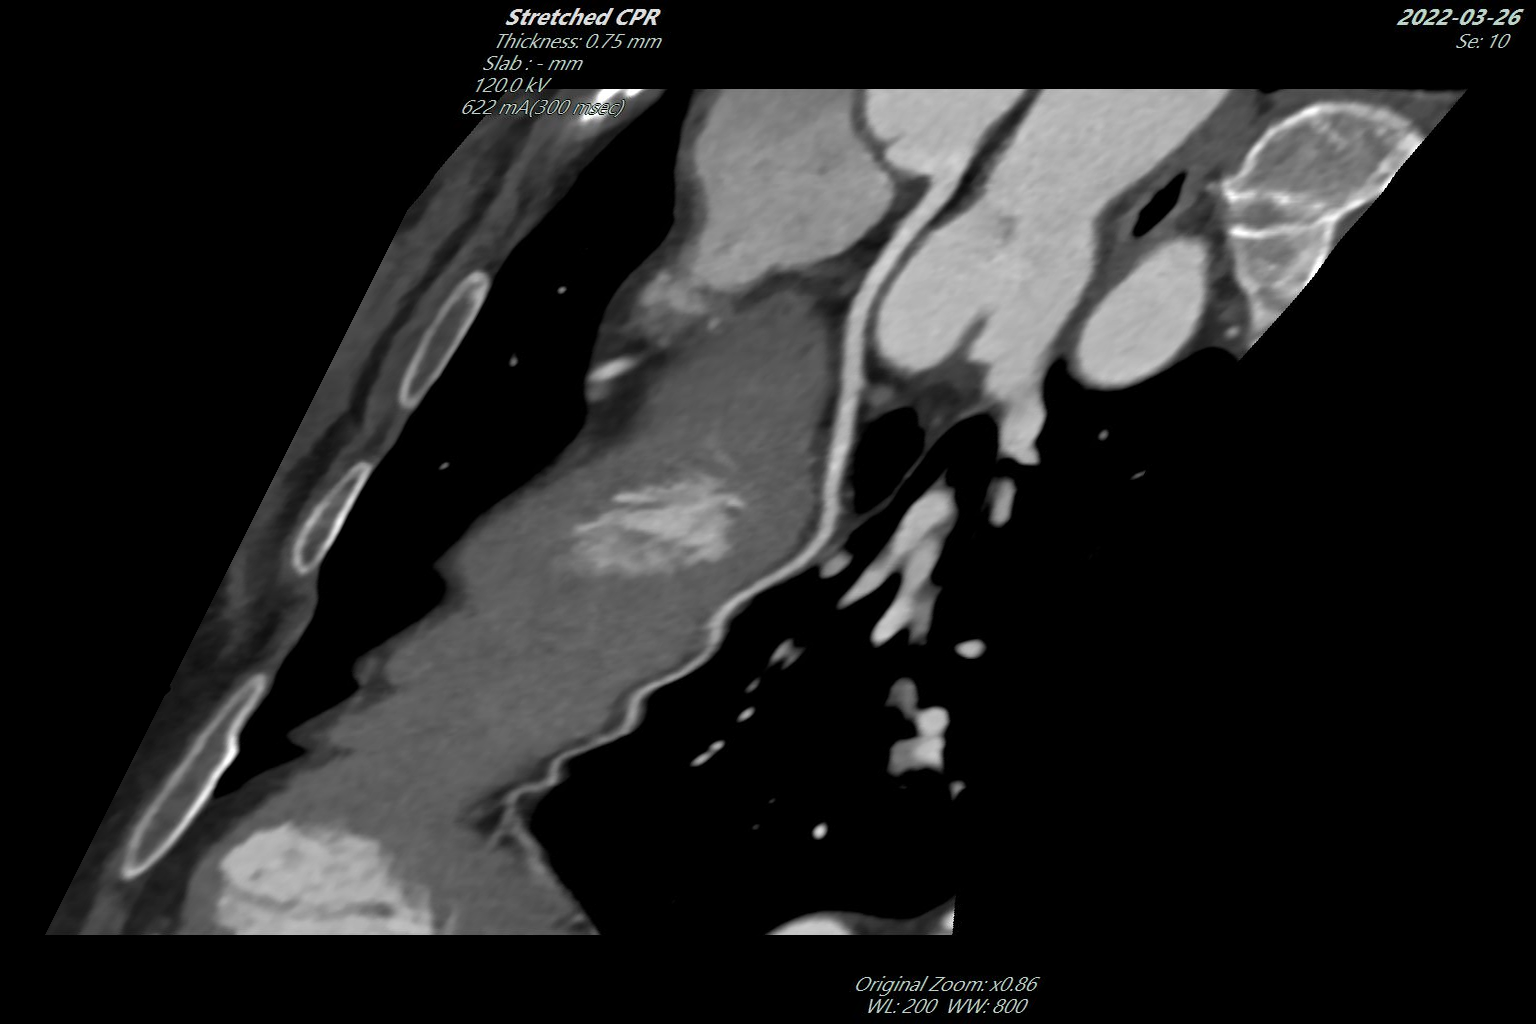 Stretched CPR
Thickness: 0.75 mm
Slab : - mm
120.0 kV
622 mA(300 msec)
2022-03-26
Se: 10
Original Zoom: x0.86
WL: 200 WW: 800